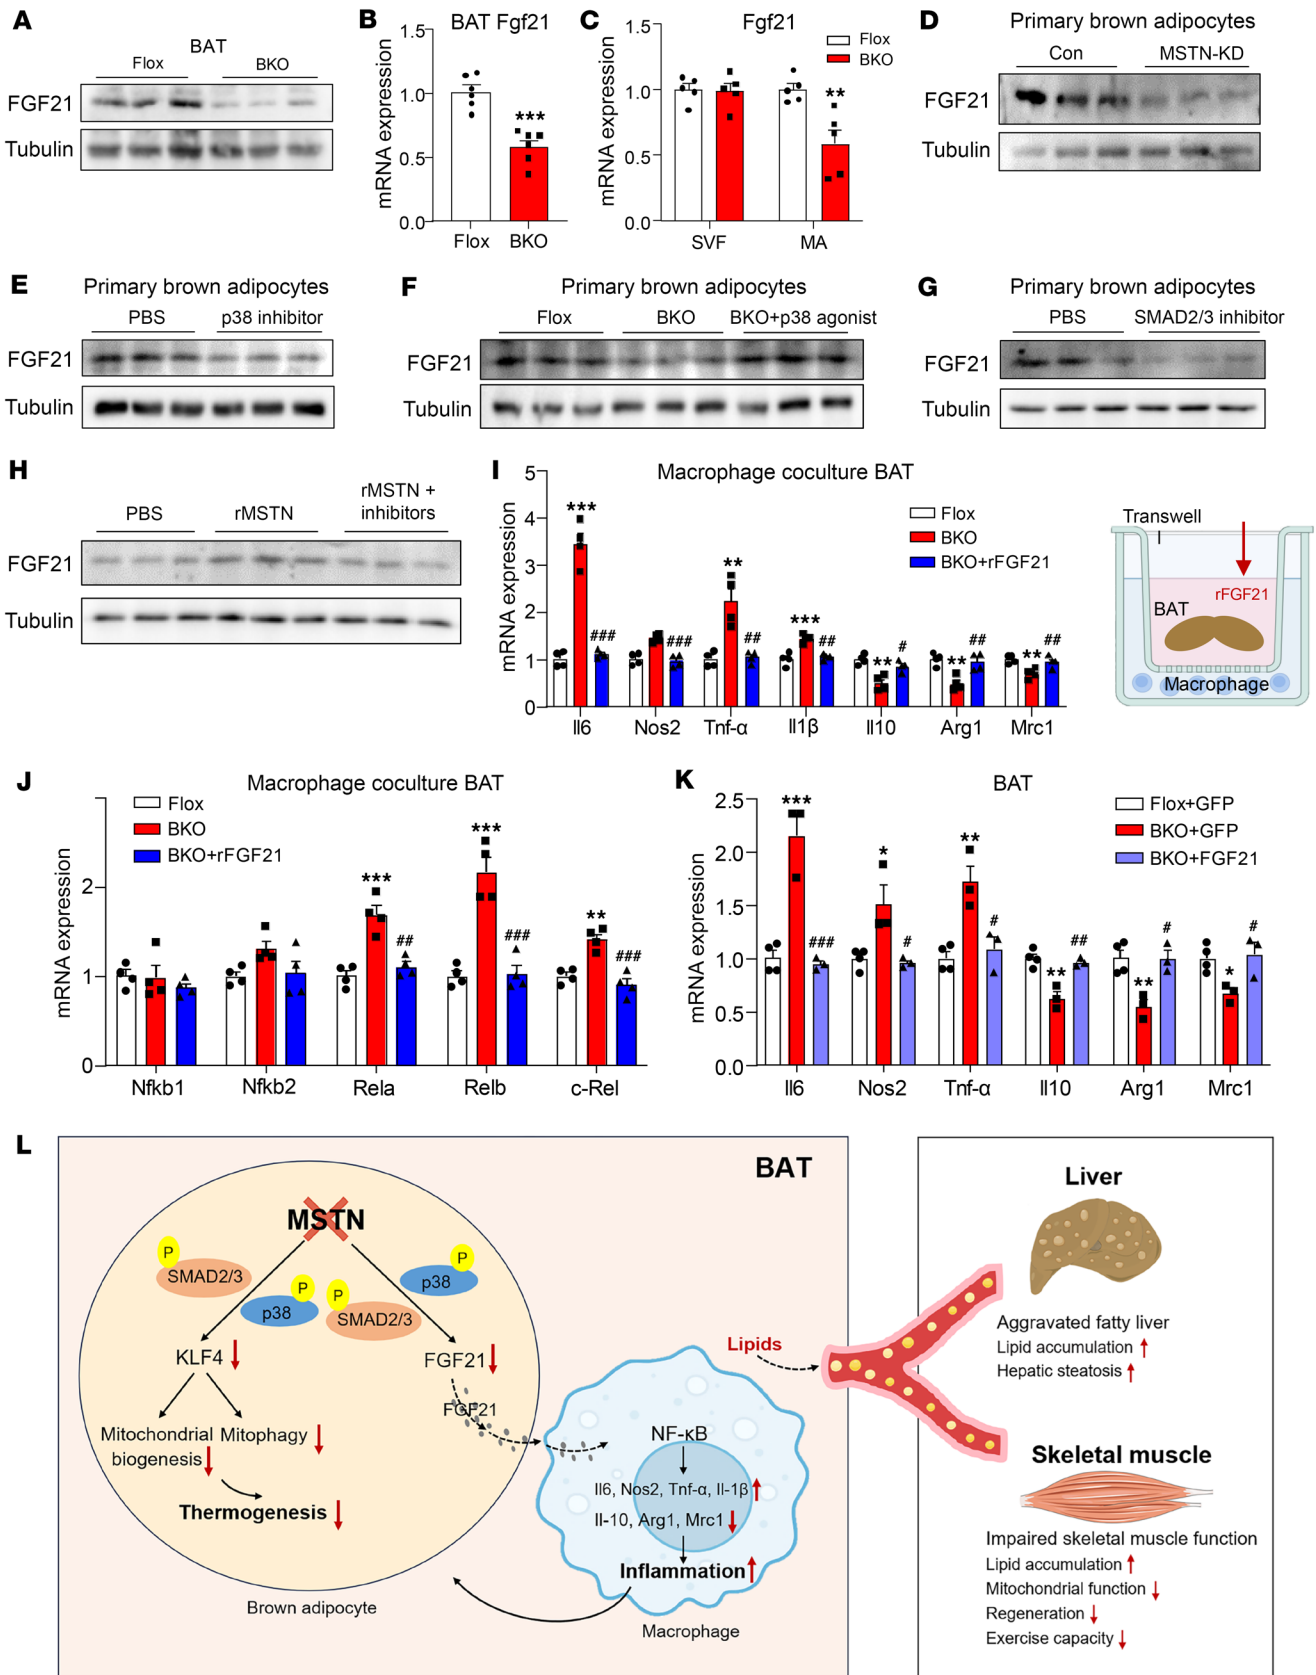 A
BAT
Flox
BKO
FGF21
Tubulin
B
BAT Fgf21
mRNA expression
1.5
1.0
0.5
0.0
***
Flox
BKO
C
Fgf21
mRNA expression
1.5
1.0
0.5
0.0
Flox
BKO
**
SVF
MA
D
Primary brown adipocytes
Con
MSTN-KD
FGF21
Tubulin
E
Primary brown adipocytes
PBS
p38 inhibitor
FGF21
Tubulin
F
Primary brown adipocytes
Flox
BKO
BKO+p38 agonist
FGF21
Tubulin
G
Primary brown adipocytes
PBS
SMAD2/3 inhibitor
FGF21
Tubulin
H
PBS
rMSTN
rMSTN +
inhibitors
FGF21
Tubulin
I
Macrophage coculture BAT
mRNA expression
5
4
3
2
1
0
Flox
BKO
BKO+rFGF21
***
###
###
**
##
***
##
**
#
**
##
**
##
Il6
Nos2
Tnf-α
Il1β
Il10
Arg1
Mrc1
Transwell
rFGF21
BAT
Macrophage
J
Macrophage coculture BAT
mRNA expression
2
1
0
Flox
BKO
BKO+rFGF21
***
##
***
###
**
###
Nfkb1
Nfkb2
Rela
Relb
c-Rel
K
BAT
mRNA expression
2.5
2.0
1.5
1.0
0.5
0.0
Flox+GFP
BKO+GFP
BKO+FGF21
***
###
*
#
**
#
**
##
**
#
*
#
Il6
Nos2
Tnf-α
Il10
Arg1
Mrc1
L
BAT
MSTN
P
SMAD2/3
P
p38
P
SMAD2/3
P
p38
KLF4
FGF21
FGF21
Mitochondrial
biogenesis
Mitophagy
Thermogenesis
Brown adipocyte
NF-κB
Il6, Nos2, Tnf-α, Il-1β
Il-10, Arg1, Mrc1
Inflammation
Macrophage
Lipids
Liver
Aggravated fatty liver
Lipid accumulation
Hepatic steatosis
Skeletal muscle
Impaired skeletal muscle function
Lipid accumulation
Mitochondrial function
Regeneration
Exercise capacity